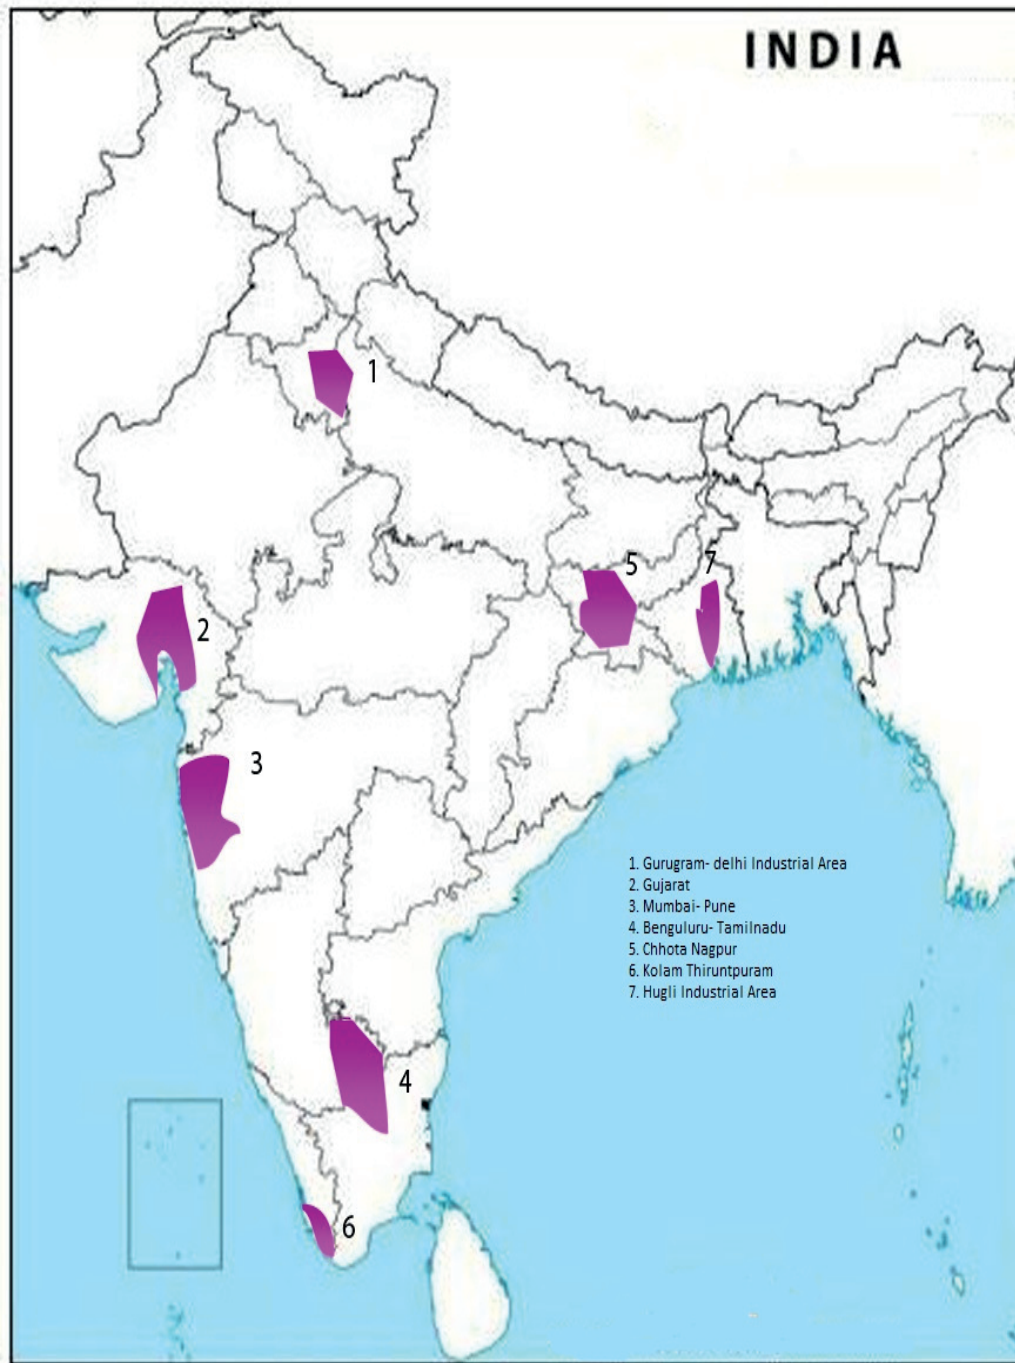 INDIA
1
5
7
2
3
1. Gurugram- delhi Industrial Area
2. Gujarat
3. Mumbai- Pune
4. Benguluru- Tamilnadu
5. Chhota Nagpur
6. Kolam Thiruntpuram
7. Hugli Industrial Area
4
6